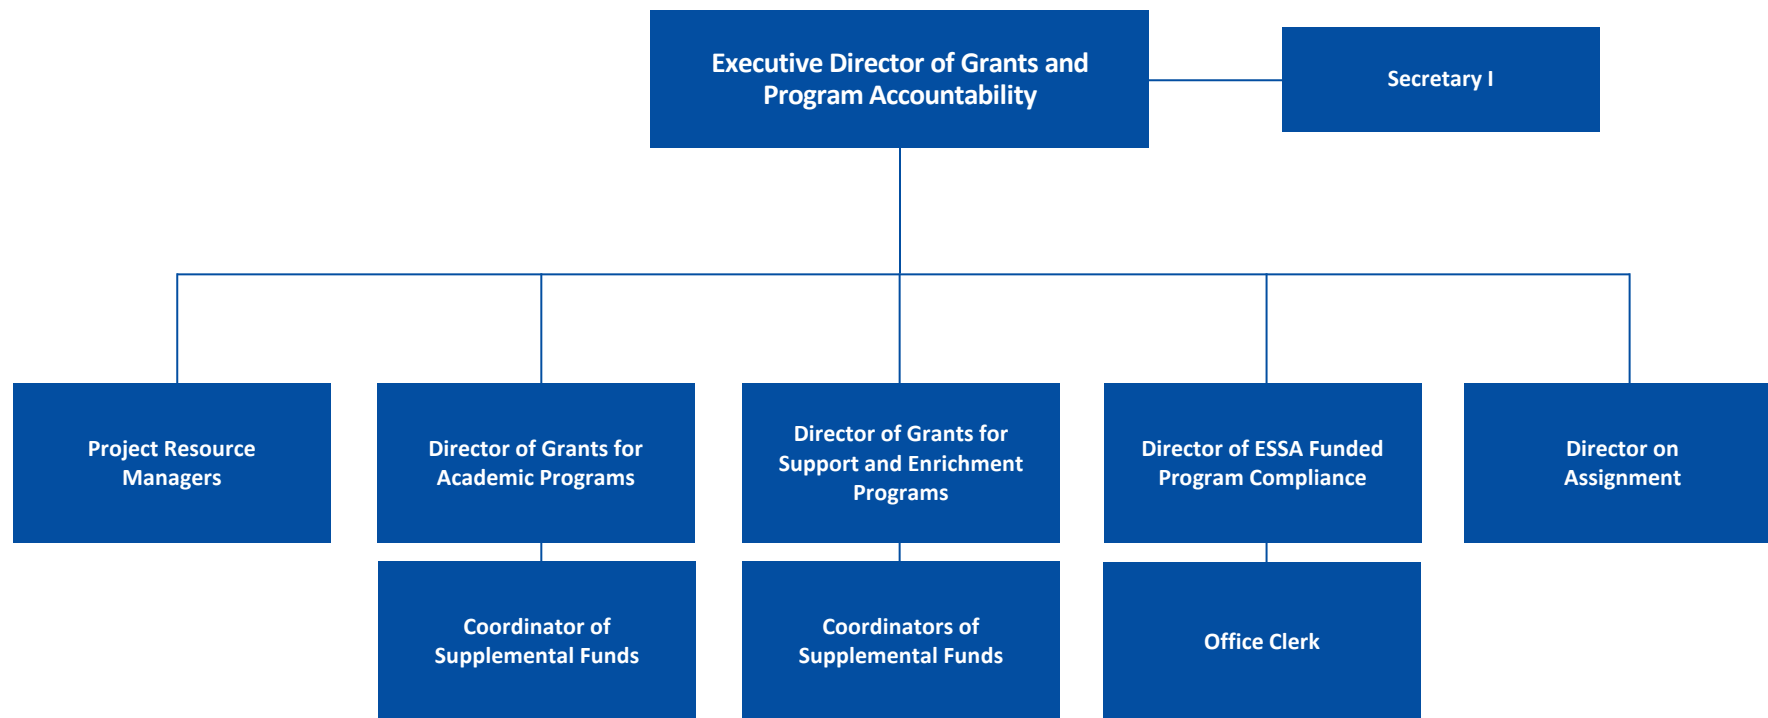 Executive Director of Grants and
Program Accountability
Secretary I
Project Resource
Managers
Director of Grants for
Academic Programs
Director of Grants for
Support and Enrichment
Programs
Director of ESSA Funded
Program Compliance
Director on
Assignment
Coordinator of
Supplemental Funds
Coordinators of
Supplemental Funds
Office Clerk